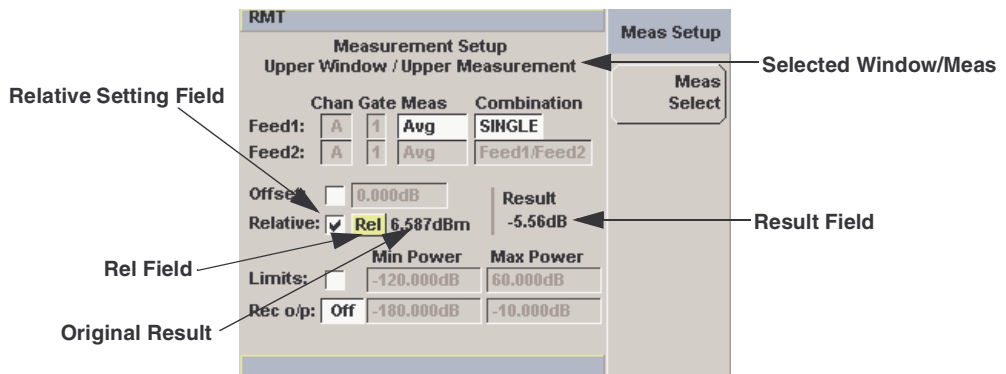 RMT
Meas Setup
Measurement Setup
Upper Window / Upper Measurement
Selected Window/Meas
Meas
Select
Relative Setting Field
Chan Gate Meas Combination
Feed1: A 1 Avg SINGLE
Feed2: A 1 Avg Feed1/Feed2
Offset: 0.000dB Result
Relative: Rel 6.587dBm -5.56dB
Result Field
Rel Field
Min Power Max Power
Limits: -120.000dB 60.000dB
Rec o/p: Off -180.000dB -10.000dB
Original Result